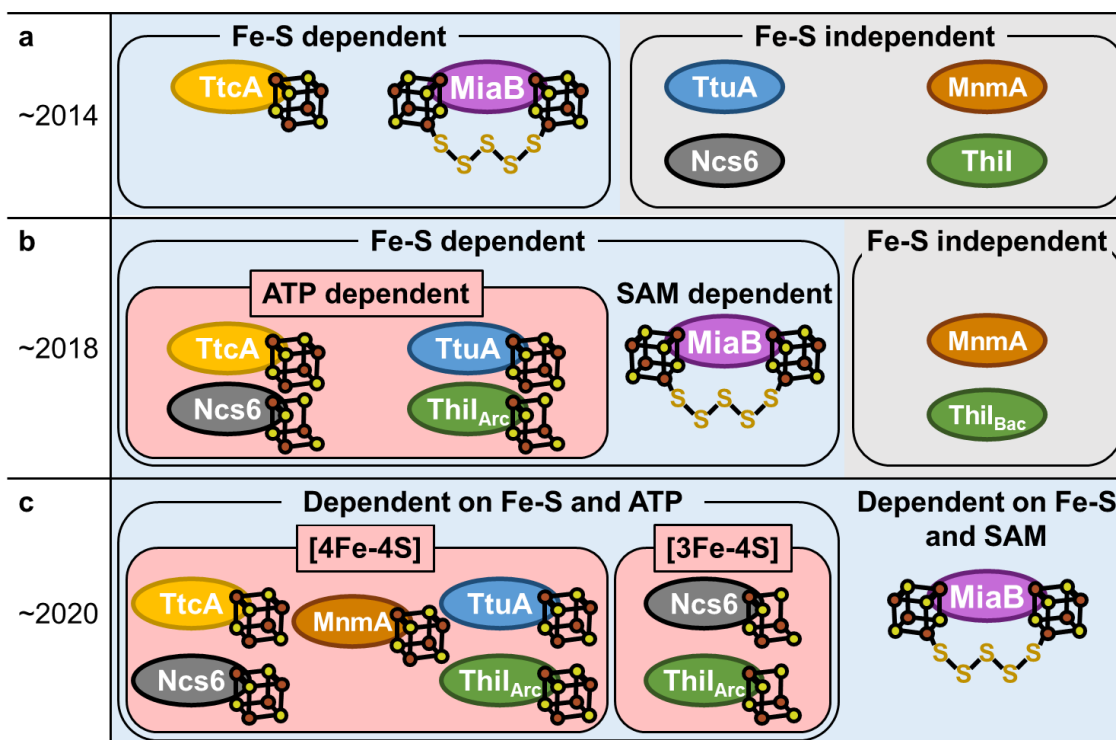 a
~2014
Fe-S dependent
TtcA
MiaB
S S S S S
Fe-S independent
TtuA
MnmA
Ncs6
ThiI
b
~2018
Fe-S dependent
ATP dependent
TtcA
TtuA
Ncs6
ThiIArc
SAM dependent
MiaB
S S S S S
Fe-S independent
MnmA
ThiIBac
c
~2020
Dependent on Fe-S and ATP
[4Fe-4S]
TtcA
MnmA
TtuA
Ncs6
ThiIArc
[3Fe-4S]
Ncs6
ThiIArc
Dependent on Fe-S
and SAM
MiaB
S S S S S